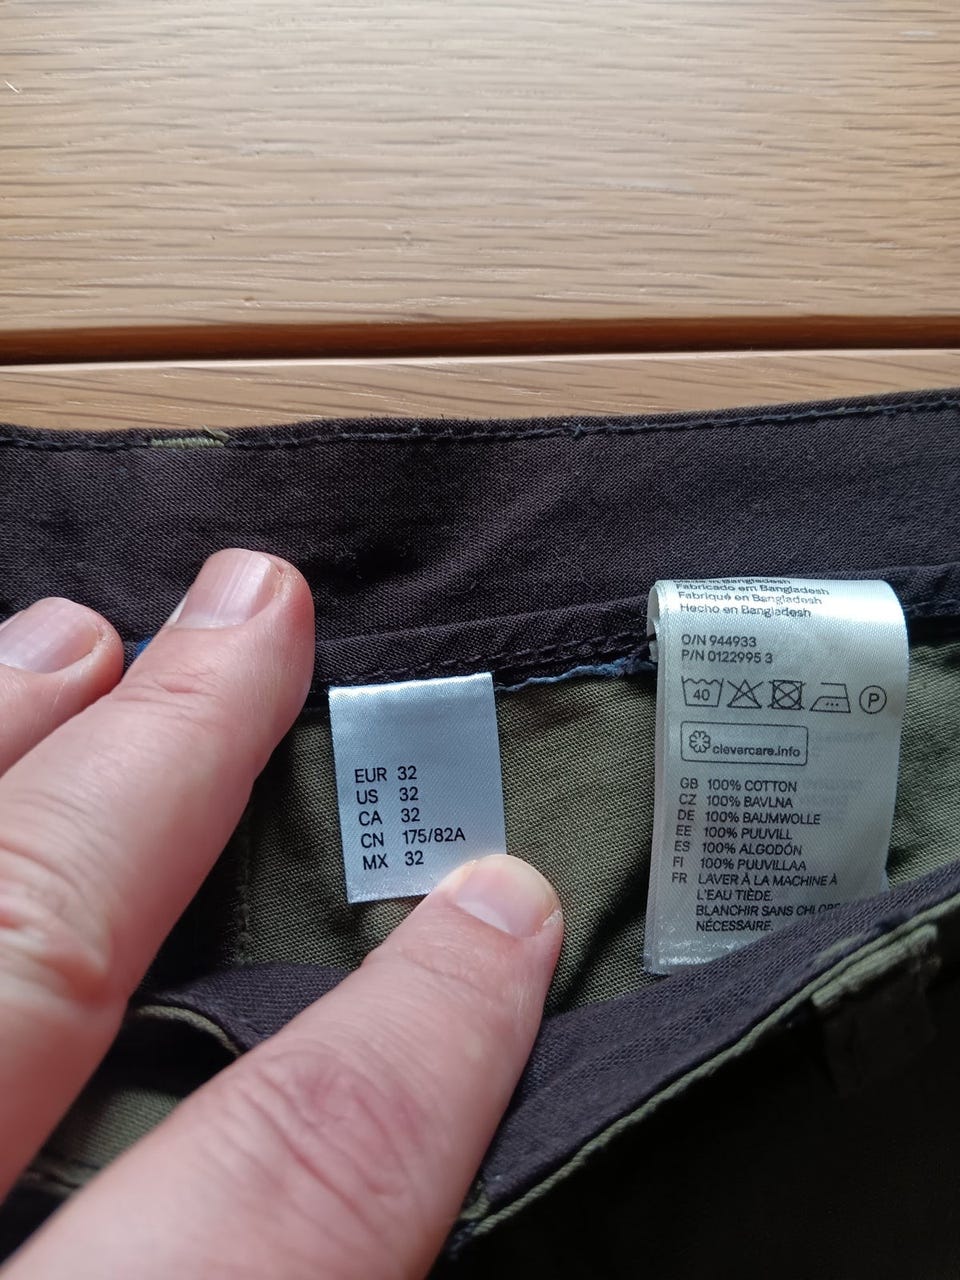 EUR 32
US 32
CA 32
CN 175/82A
MX 32
Made in Bangladesh
Fabricado em Bangladesh
Fabriqué en Bangladesh
Hecho en Bangladesh
O/N 944933
P/N 0122995 3
40
P
clevercare.info
GB 100% COTTON
CZ 100% BAVLNA
DE 100% BAUMWOLLE
EE 100% PUUVILL
ES 100% ALGODÓN
FI 100% PUUVILLAA
FR LAVER À LA MACHINE À
L'EAU TIÈDE.
BLANCHIR SANS CHLORE
NÉCESSAIRE.